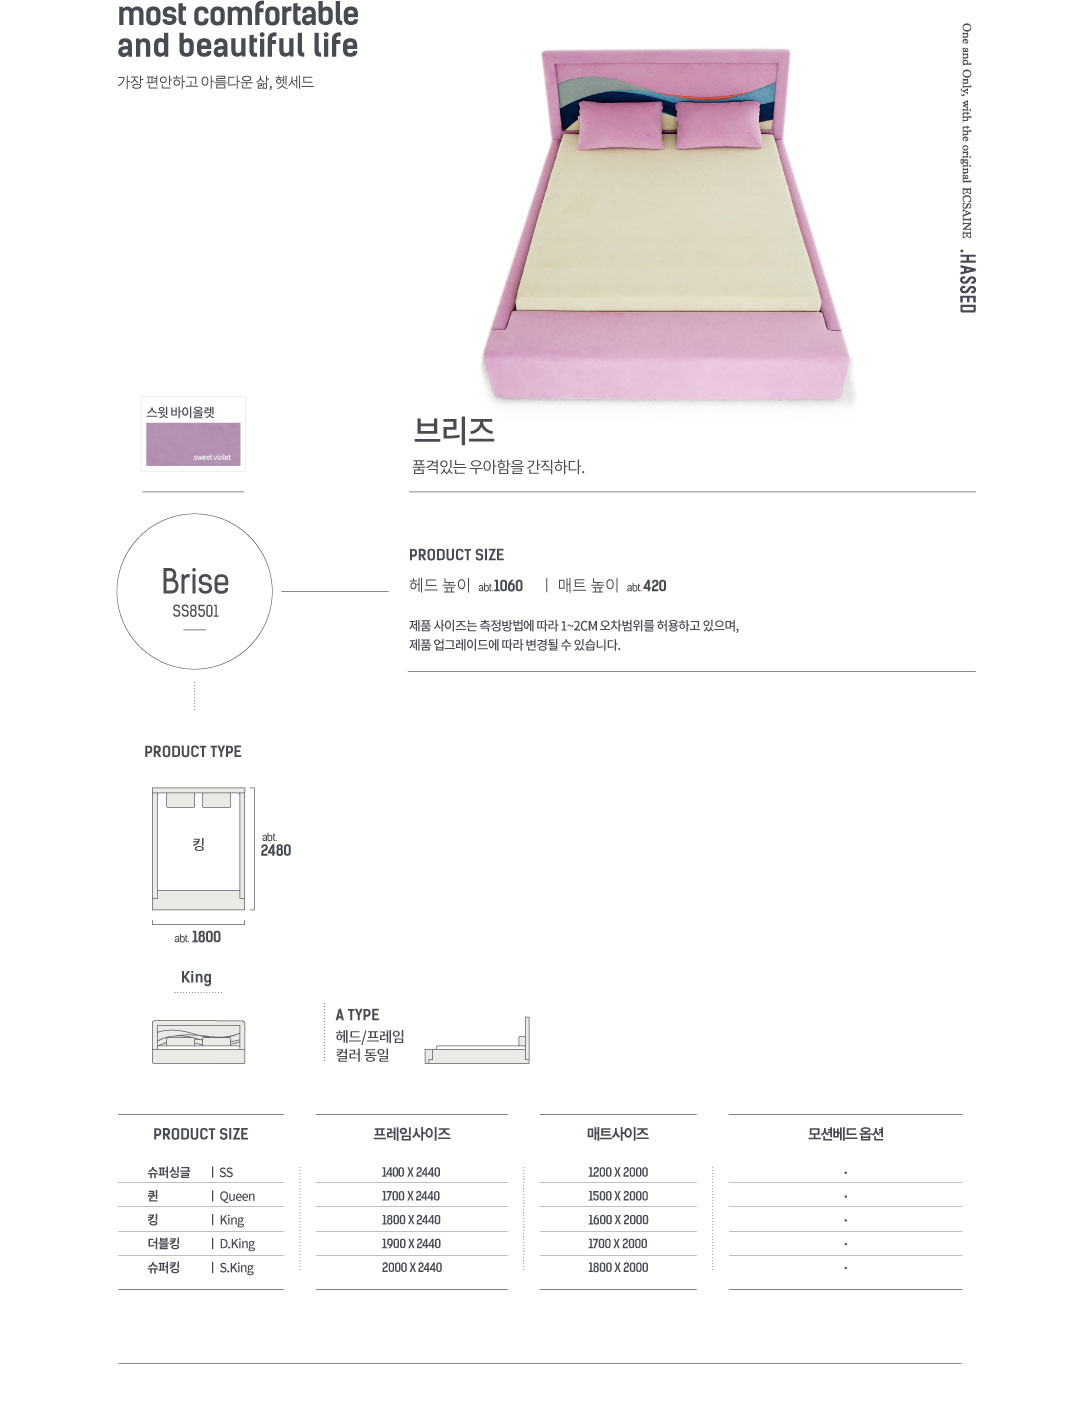 most comfortable
and beautiful life
가장 편안하고 아름다운 삶, 헷세드
One and Only, with the original ECSAINE .HASSED
스윗 바이올렛
sweet violet
브리즈
품격있는 우아함을 간직하다.
Brise
SS8501
PRODUCT SIZE
헤드 높이 abt.1060 | 매트 높이 abt.420
제품 사이즈는 측정방법에 따라 1~2CM 오차범위를 허용하고 있으며,
제품 업그레이드에 따라 변경될 수 있습니다.
PRODUCT TYPE
킹
abt.
2480
abt. 1800
King
A TYPE
헤드/프레임
컬러 동일
PRODUCT SIZE 프레임사이즈 매트사이즈 모션베드 옵션
슈퍼싱글 | SS 1400 X 2440 1200 X 2000 ·
퀸 | Queen 1700 X 2440 1500 X 2000 ·
킹 | King 1800 X 2440 1600 X 2000 ·
더블킹 | D.King 1900 X 2440 1700 X 2000 ·
슈퍼킹 | S.King 2000 X 2440 1800 X 2000 ·